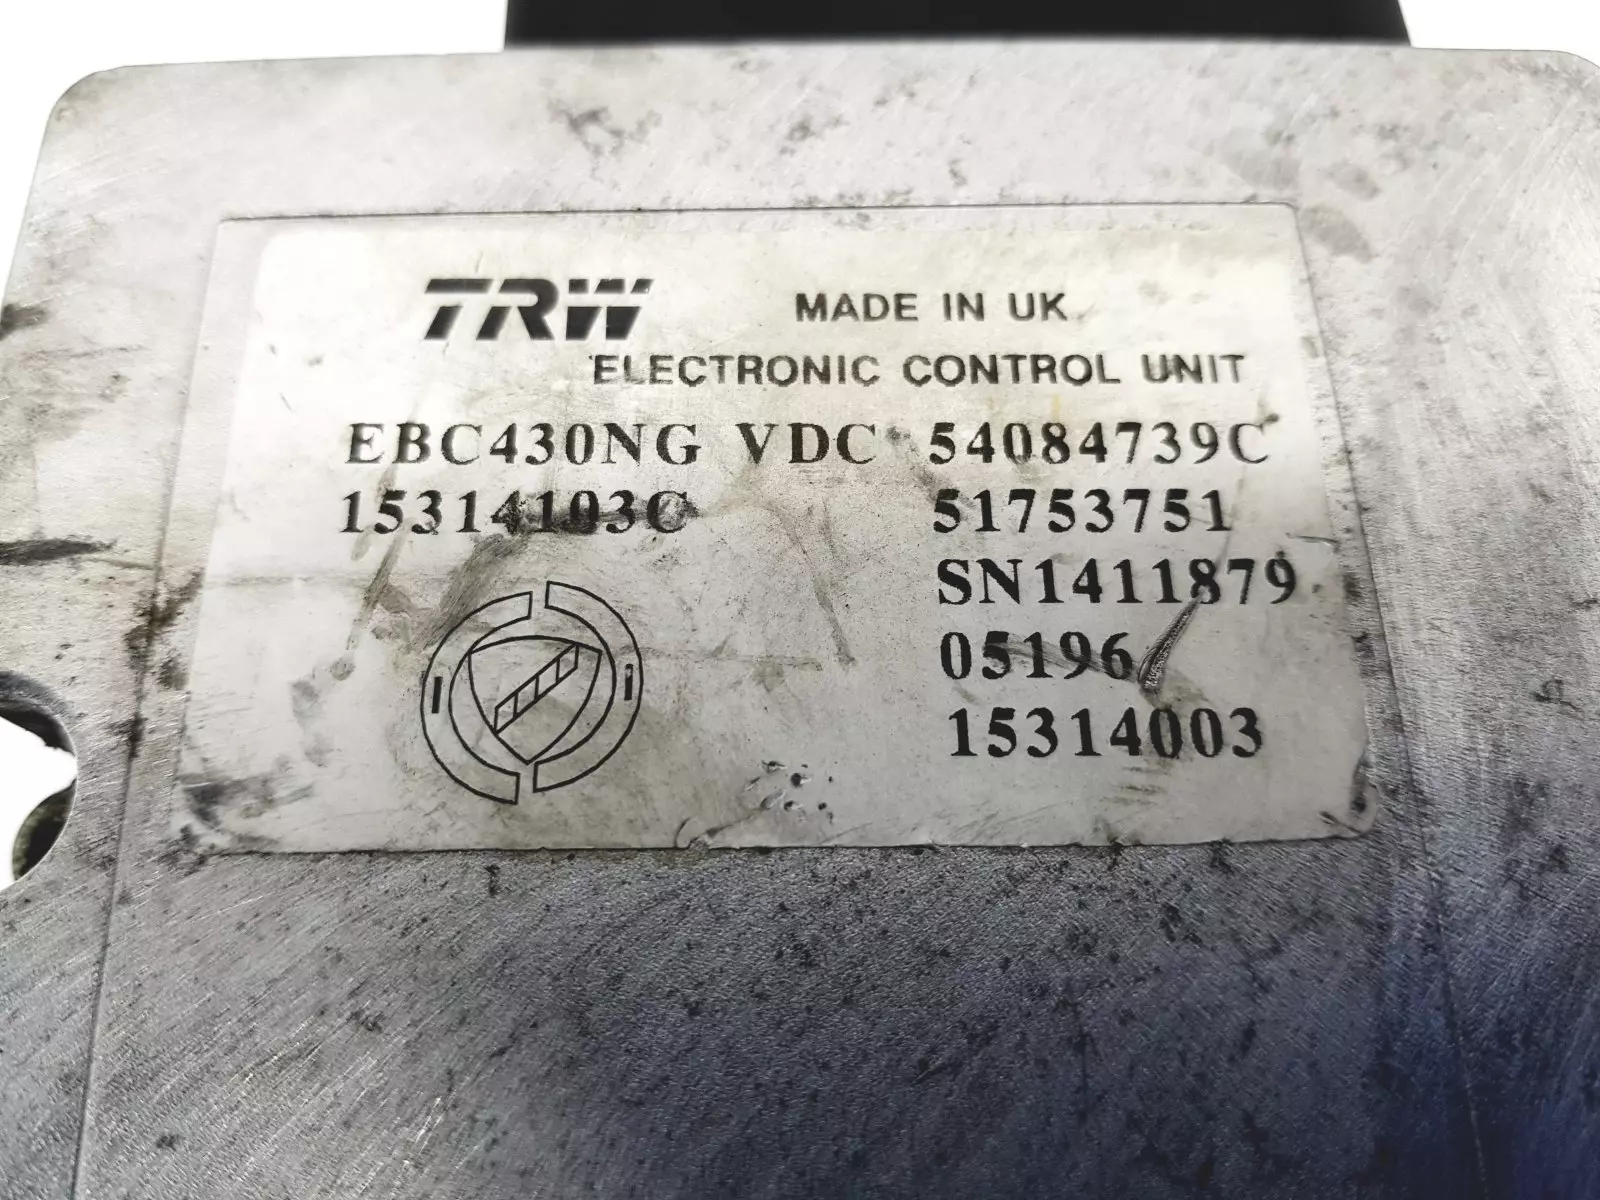 TRW MADE IN UK
ELECTRONIC CONTROL UNIT
EBC430NG VDC 54084739C
15314103C 51753751
SN1411879
05196
15314003